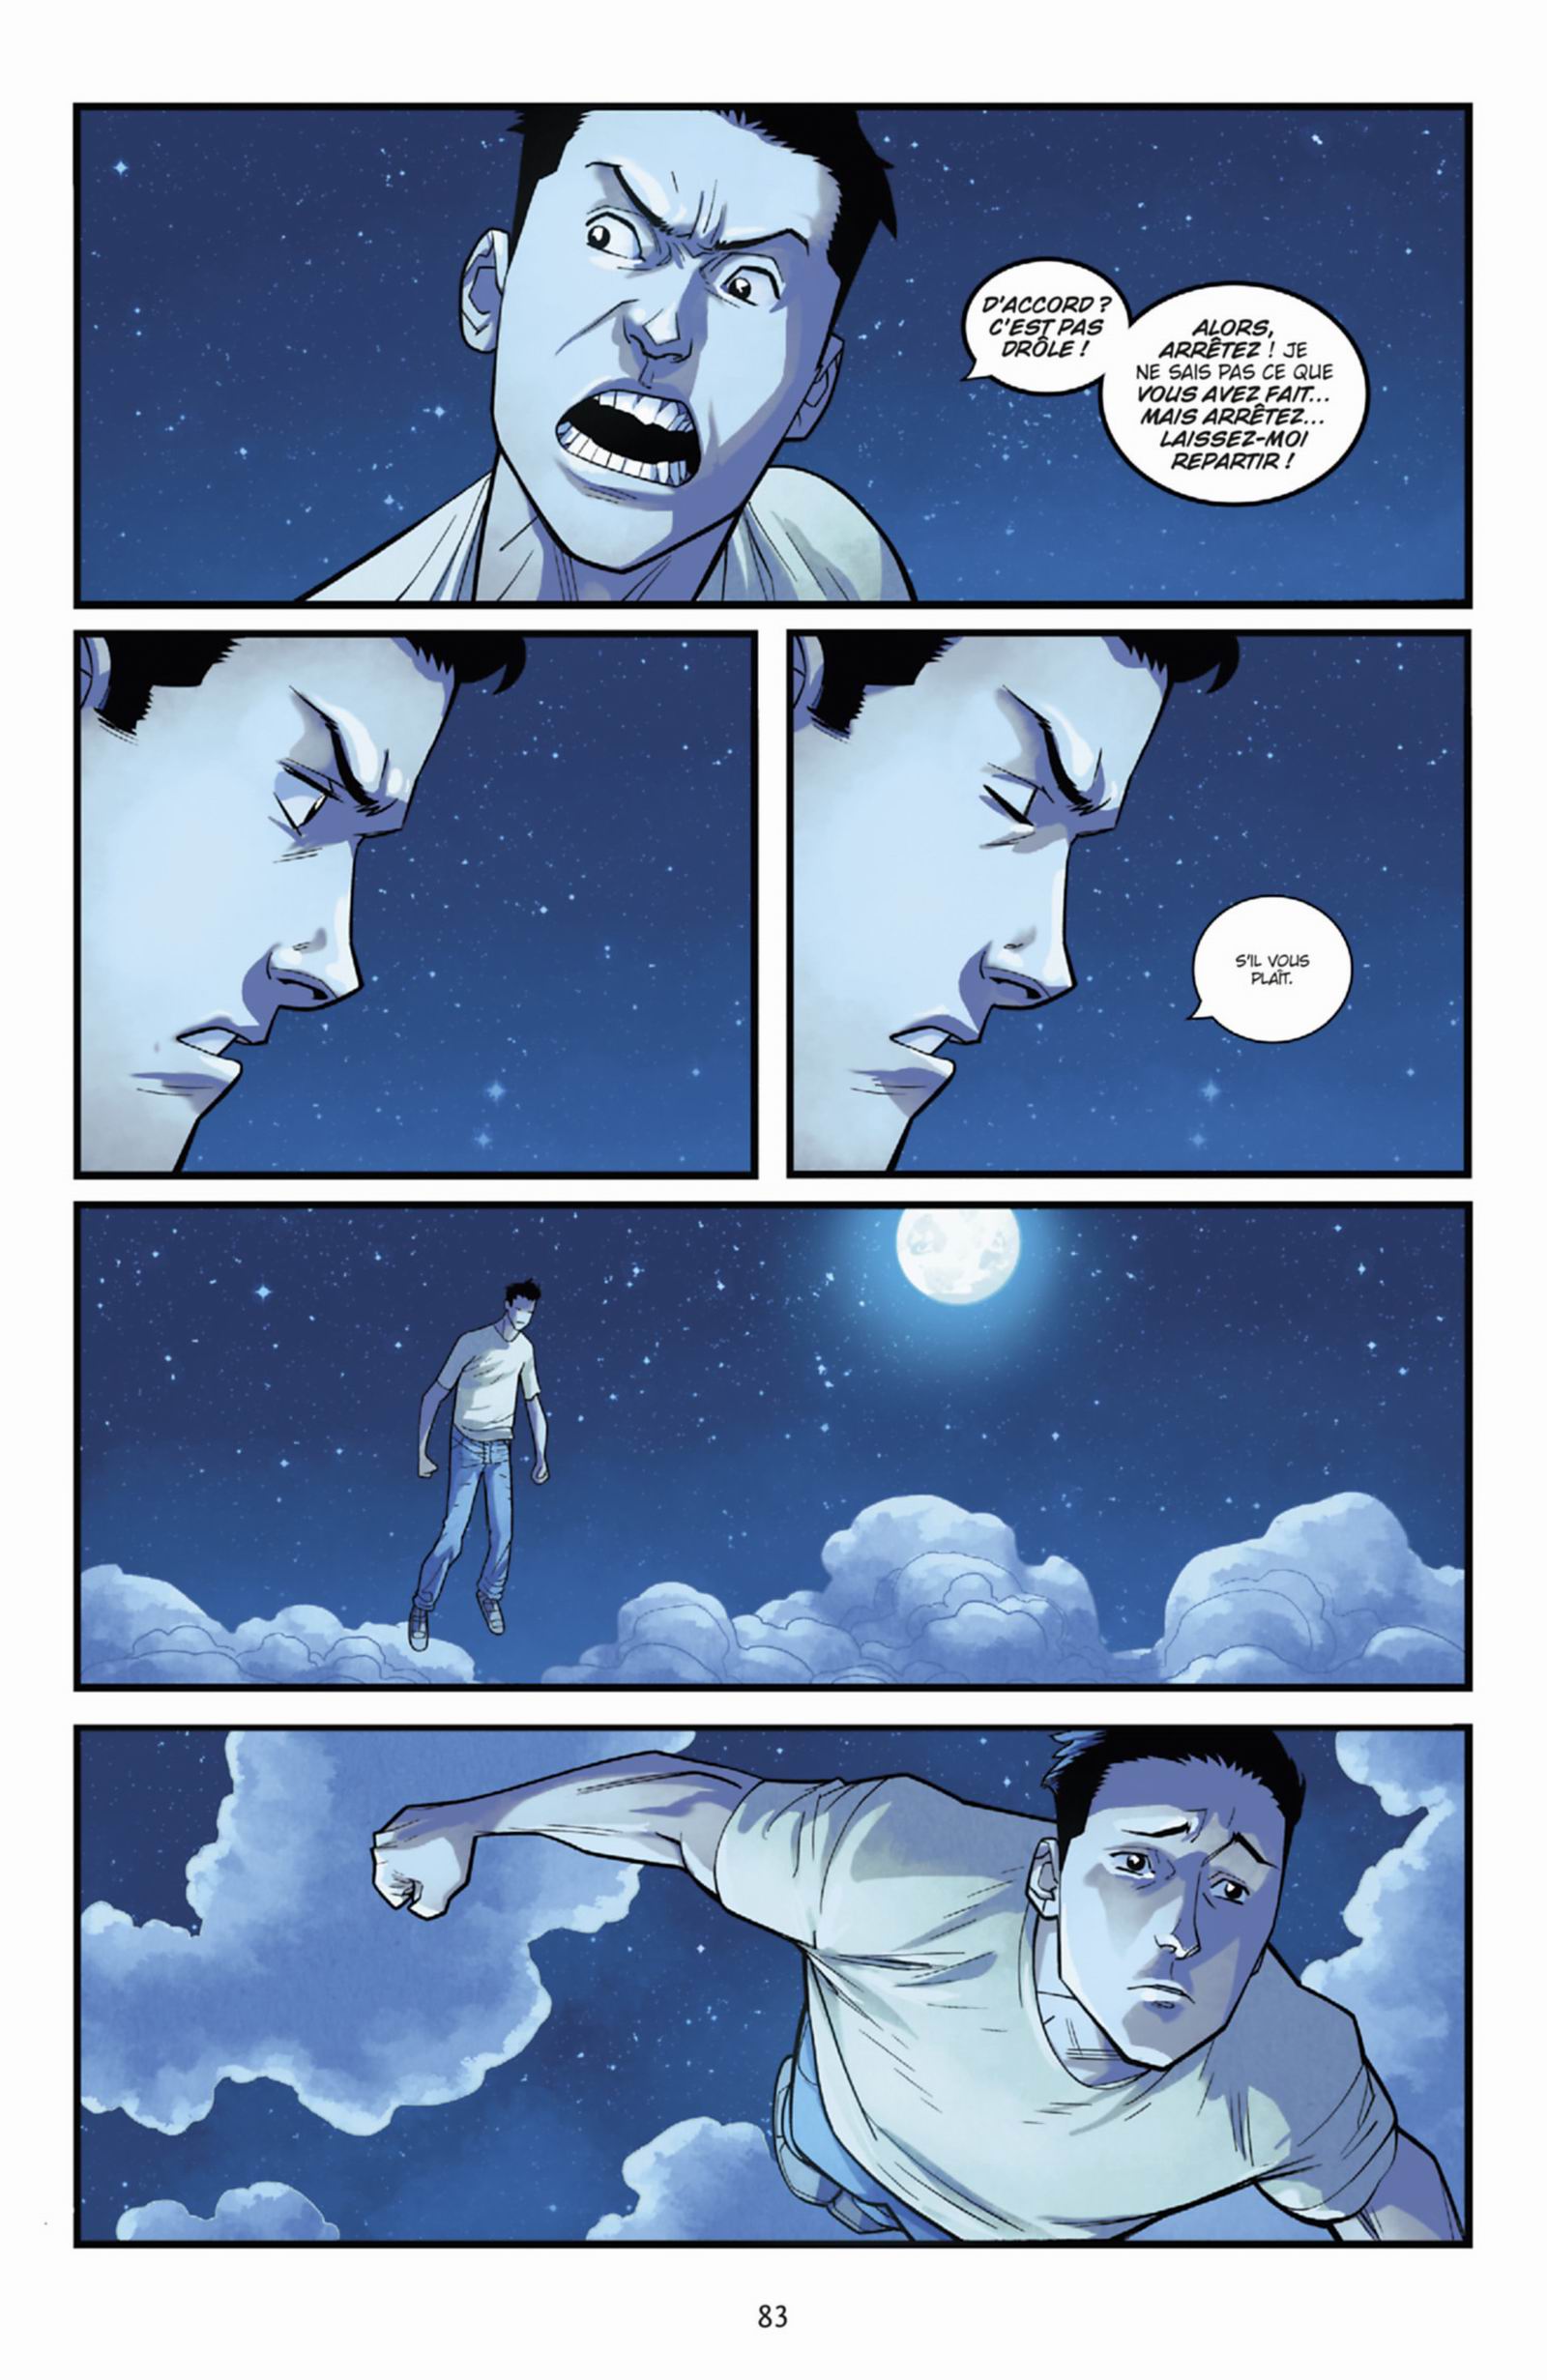 D'ACCORD ?
C'EST PAS
DRÔLE !
ALORS,
ARRÊTEZ ! JE
NE SAIS PAS CE QUE
VOUS AVEZ FAIT...
MAIS ARRÊTEZ...
LAISSEZ-MOI
REPARTIR !
S'IL VOUS
PLAÎT.
83